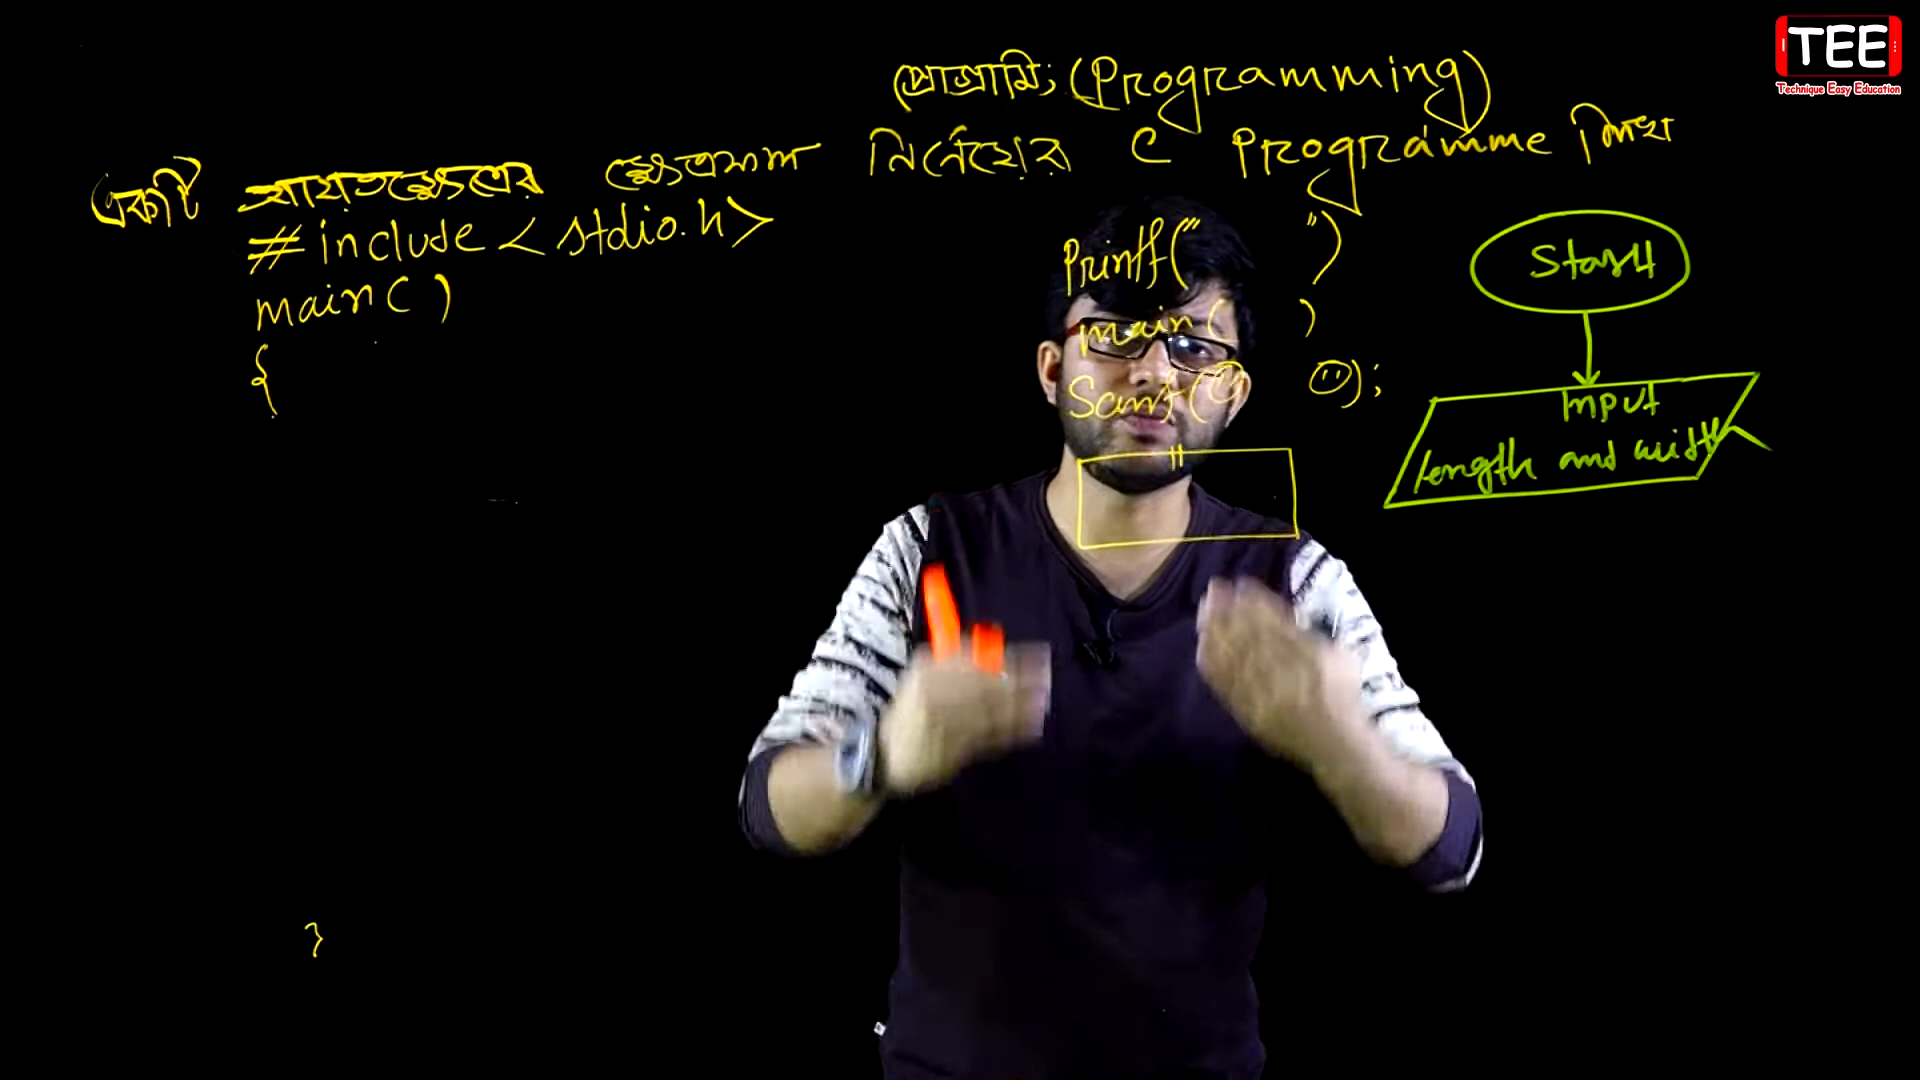 TEE
Technique Easy Education
প্রোগ্রামিং (Programming)
একটি আয়তক্ষেত্রের ক্ষেত্রফল নির্ণয়ের C Programme লিখ
#include <stdio.h>
main( )
{
}
Printf(" ")
main( )
Scanf(" ");
Start
Input
length and width